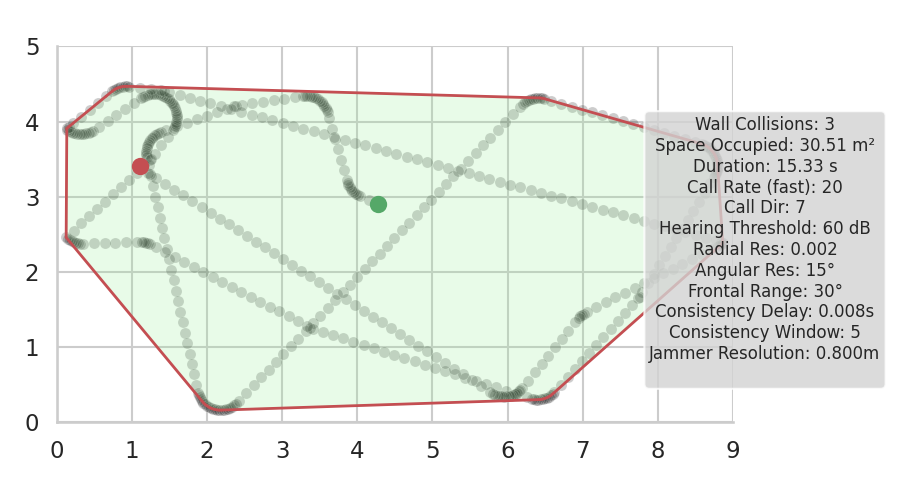 5
4
3
2
1
0
0 1 2 3 4 5 6 7 8 9
Wall Collisions: 3
Space Occupied: 30.51 m²
Duration: 15.33 s
Call Rate (fast): 20
Call Dir: 7
Hearing Threshold: 60 dB
Radial Res: 0.002
Angular Res: 15°
Frontal Range: 30°
Consistency Delay: 0.008s
Consistency Window: 5
Jammer Resolution: 0.800m